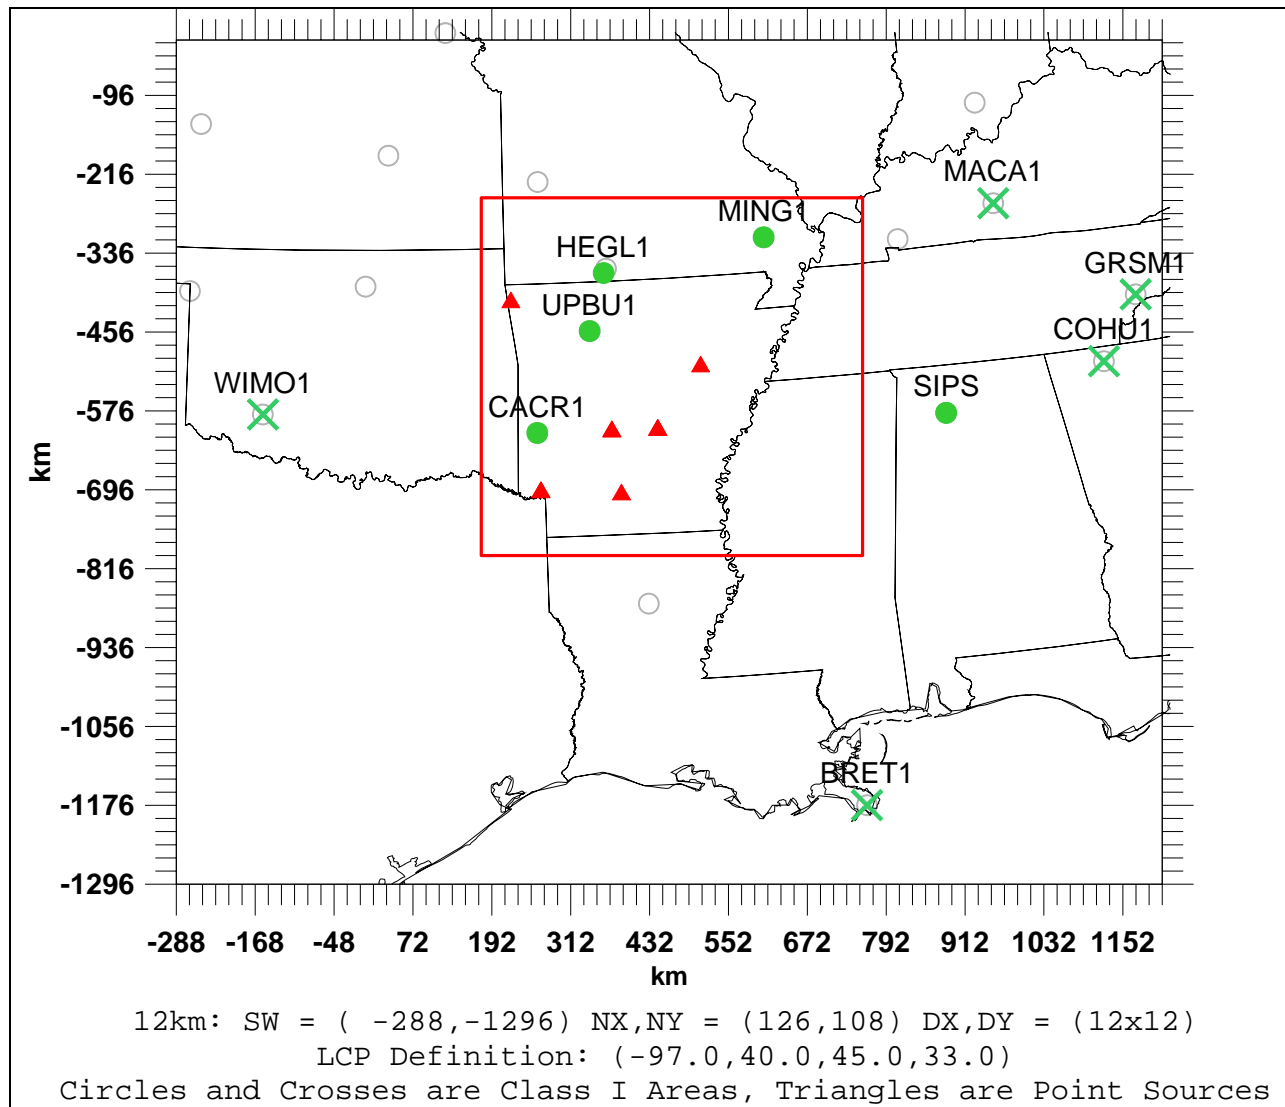 -96
-216
-336
-456
-576
-696
-816
-936
-1056
-1176
-1296
km
MACA1
MING1
HEGL1
GRSM1
UPBU1
COHU1
WIMO1
SIPS
CACR1
BRET1
-288 -168 -48 72 192 312 432 552 672 792 912 1032 1152
km
12km: SW = ( -288,-1296) NX,NY = (126,108) DX,DY = (12x12)
LCP Definition: (-97.0,40.0,45.0,33.0)
Circles and Crosses are Class I Areas, Triangles are Point Sources